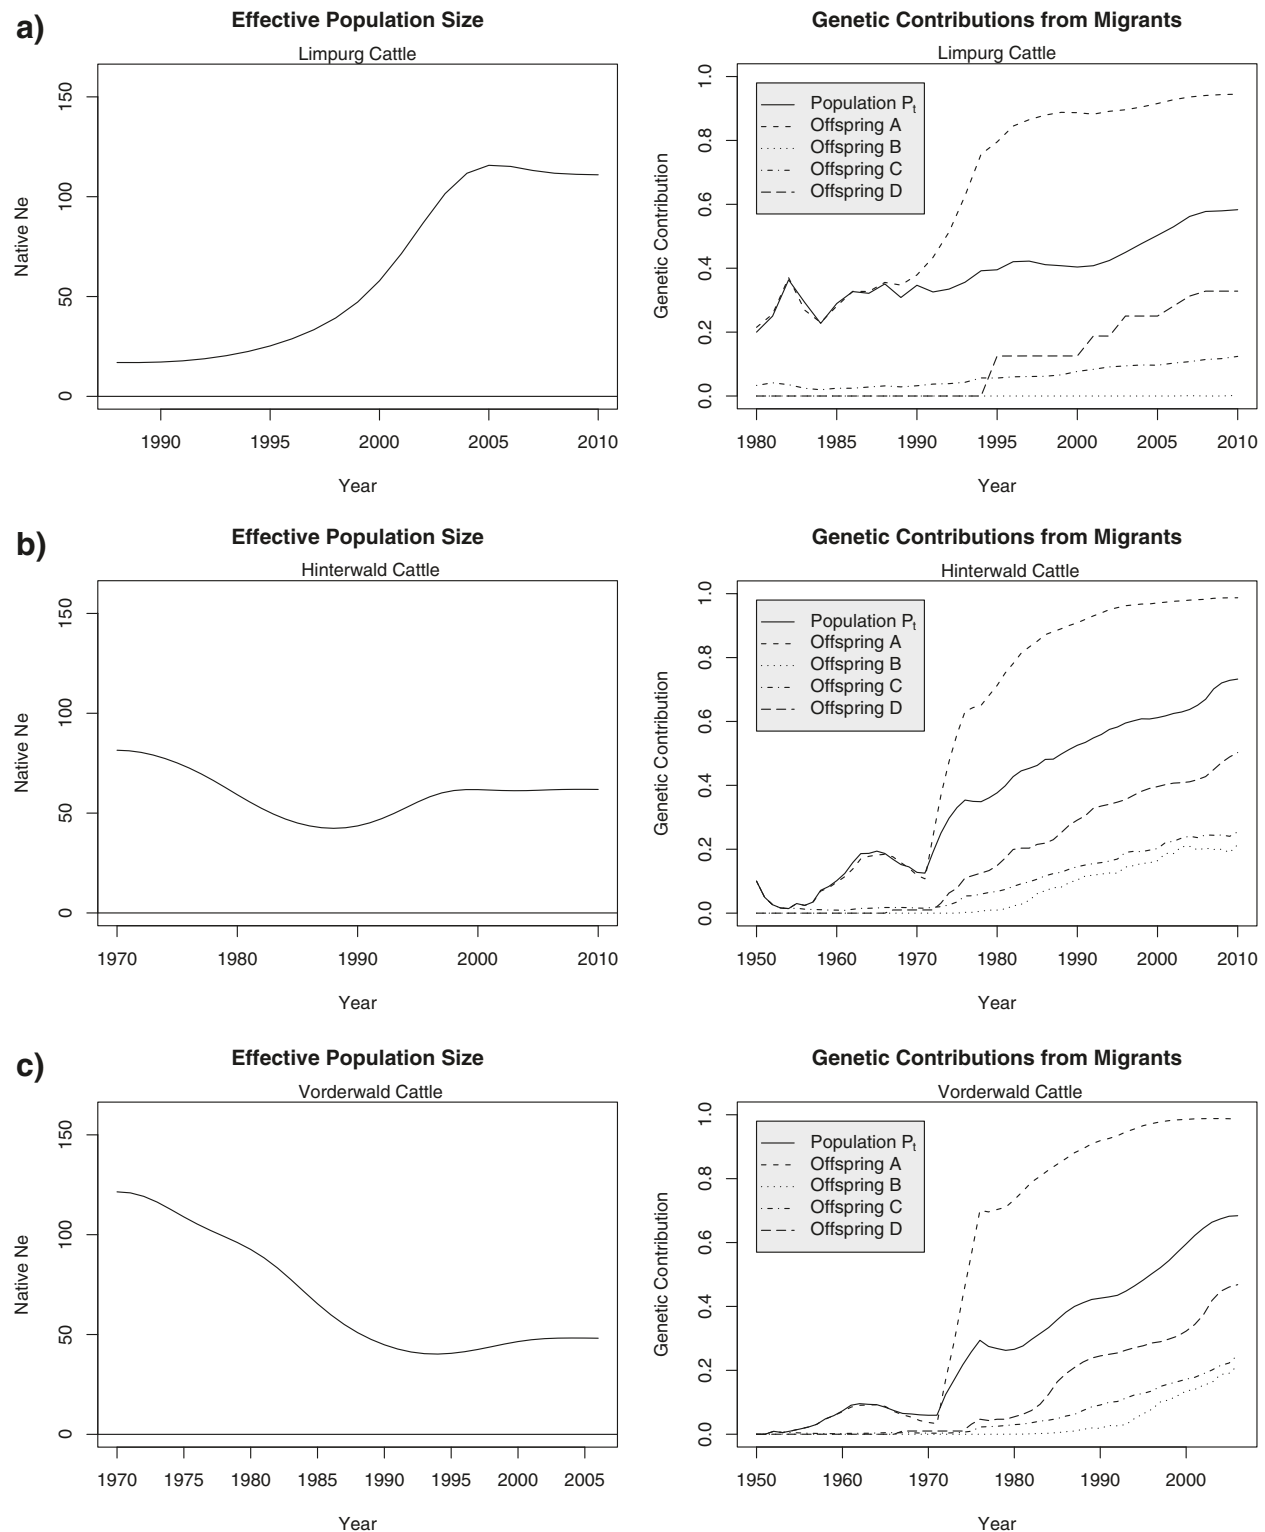 a)
Effective Population Size
Limpurg Cattle
Native Ne
150
100
50
0
1990 1995 2000 2005 2010
Year
Genetic Contributions from Migrants
Limpurg Cattle
Genetic Contribution
1.0
0.8
0.6
0.4
0.2
0.0
Population Pt
Offspring A
Offspring B
Offspring C
Offspring D
1980 1985 1990 1995 2000 2005 2010
Year
b)
Effective Population Size
Hinterwald Cattle
Native Ne
150
100
50
0
1970 1980 1990 2000 2010
Year
Genetic Contributions from Migrants
Hinterwald Cattle
Genetic Contribution
1.0
0.8
0.6
0.4
0.2
0.0
Population Pt
Offspring A
Offspring B
Offspring C
Offspring D
1950 1960 1970 1980 1990 2000 2010
Year
c)
Effective Population Size
Vorderwald Cattle
Native Ne
150
100
50
0
1970 1975 1980 1985 1990 1995 2000 2005
Year
Genetic Contributions from Migrants
Vorderwald Cattle
Genetic Contribution
1.0
0.8
0.6
0.4
0.2
0.0
Population Pt
Offspring A
Offspring B
Offspring C
Offspring D
1950 1960 1970 1980 1990 2000
Year